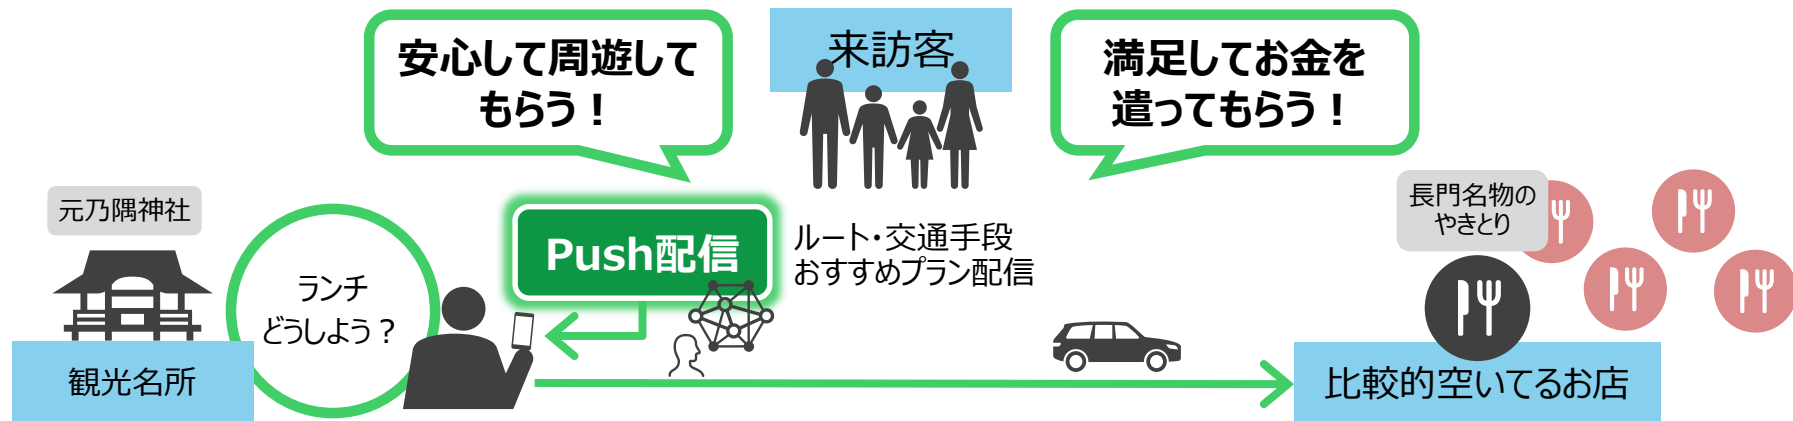 安心して周遊して
もらう！
来訪客
満足してお金を
遣ってもらう！
元乃隅神社
ランチ
どうしよう？
Push配信
ルート・交通手段
おすすめプラン配信
長門名物の
やきとり
観光名所
比較的空いてるお店